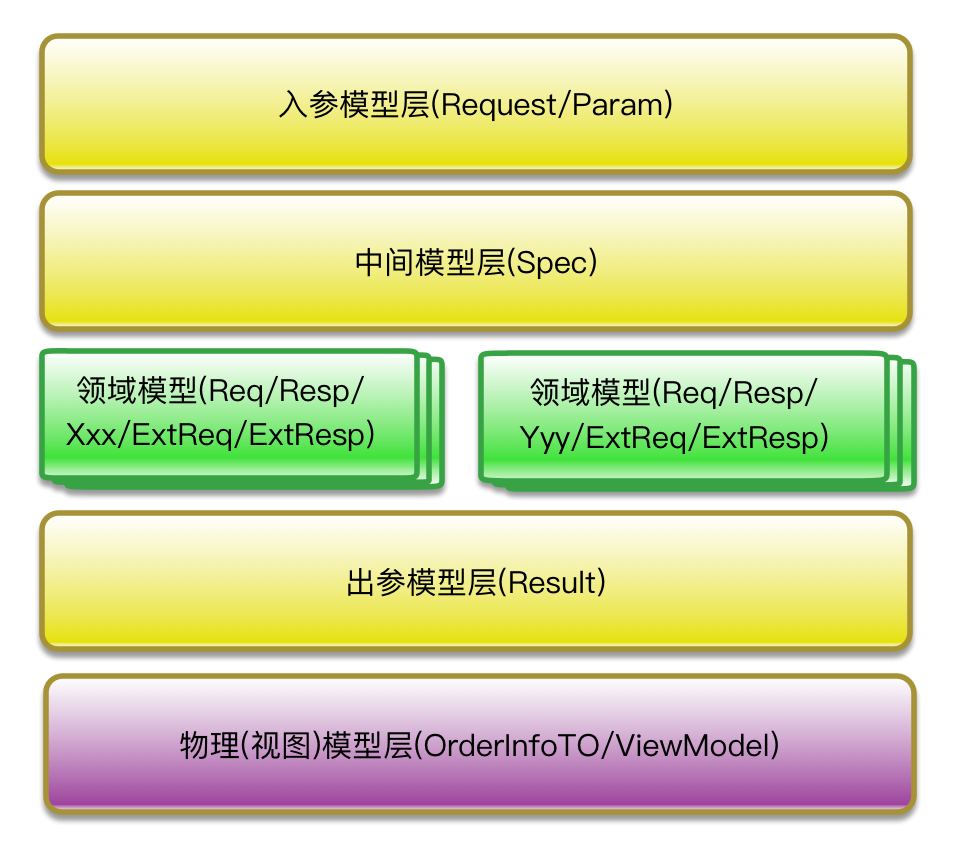 入参模型层(Request/Param)
中间模型层(Spec)
领域模型(Req/Resp/
Xxx/ExtReq/ExtResp)
领域模型(Req/Resp/
Yyy/ExtReq/ExtResp)
出参模型层(Result)
物理(视图)模型层(OrderInfoTO/ViewModel)